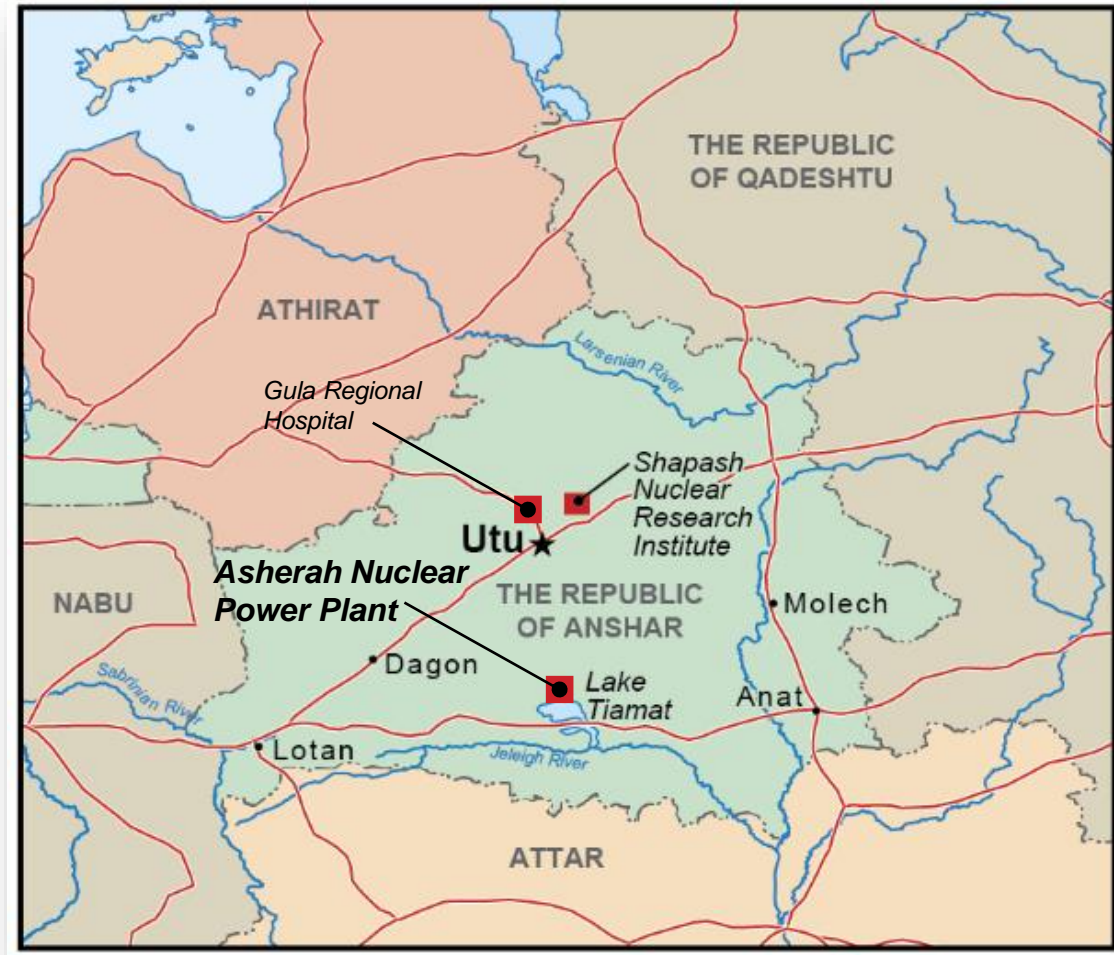 THE REPUBLIC
OF QADESHTU
ATHIRAT
Larsenian River
Gula Regional
Hospital
Shapash
Nuclear
Research
Institute
Utu
Asherah Nuclear
Power Plant
THE REPUBLIC
OF ANSHAR
NABU
Molech
Dagon
Sabrinian River
Lake
Tiamat
Anat
Lotan
Jeleigh River
ATTAR